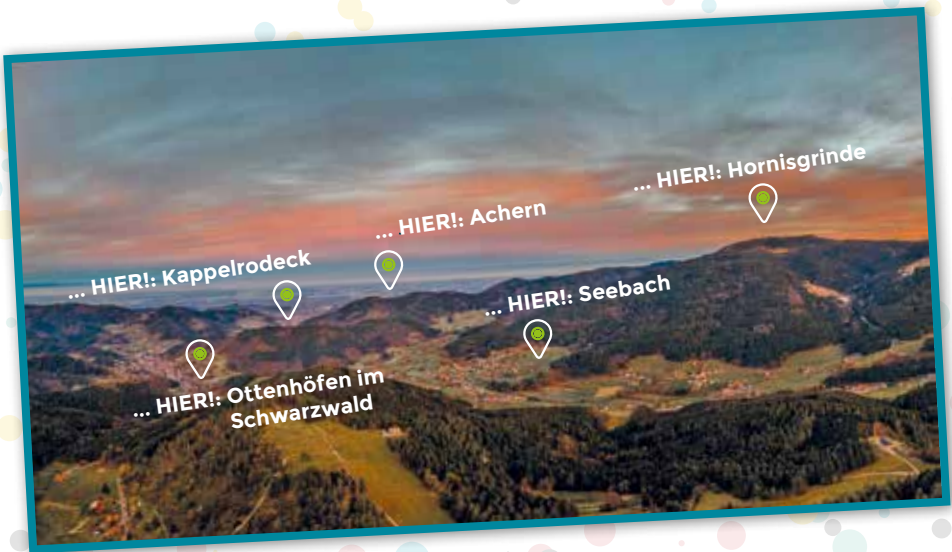 ... HIER!: Hornisgrinde
... HIER!: Achern
... HIER!: Kappelrodeck
... HIER!: Seebach
... HIER!: Ottenhöfen im
Schwarzwald